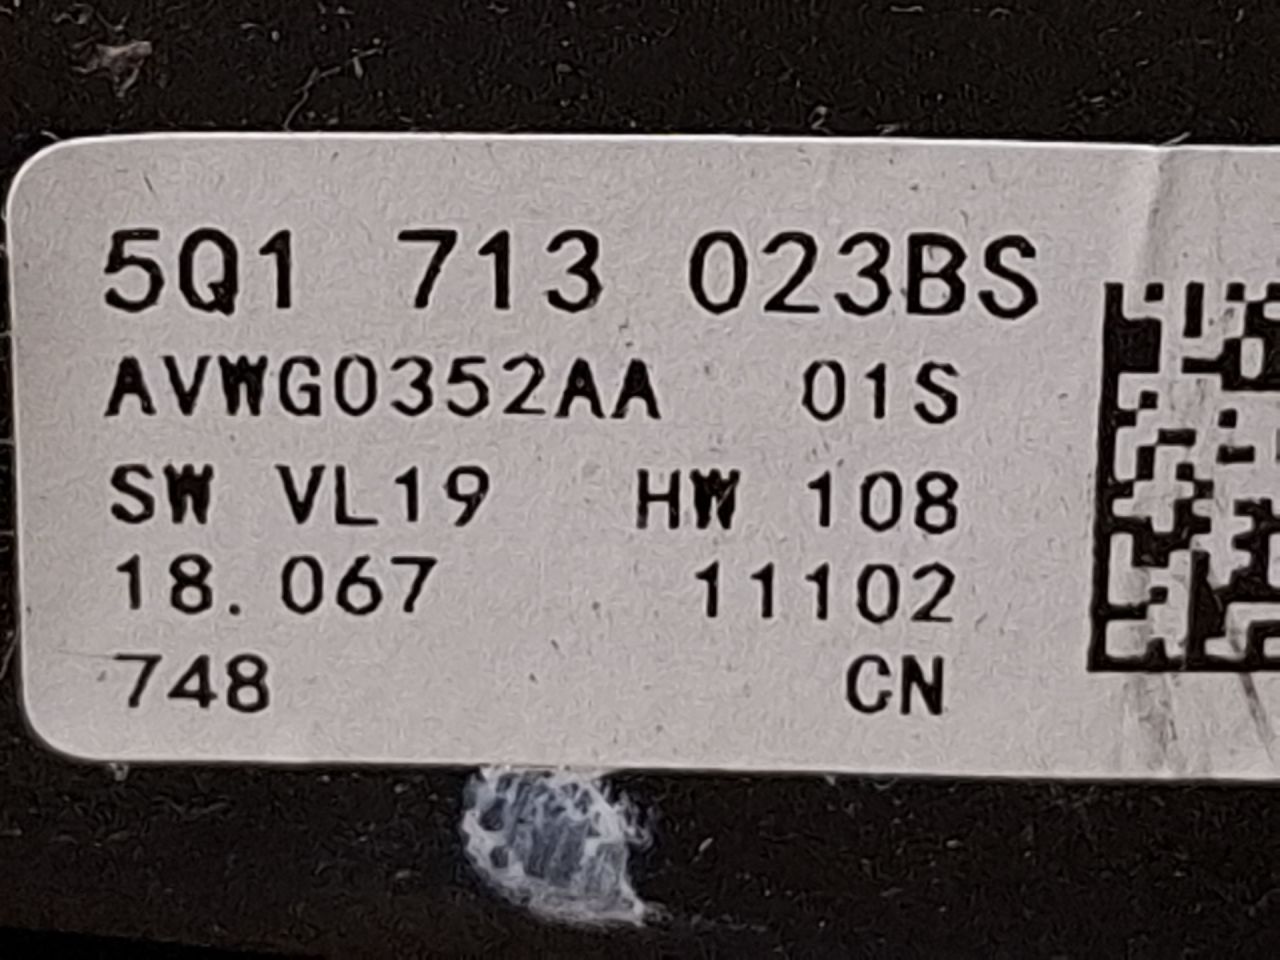 5Q1 713 023BS
AVWG0352AA 01S
SW VL19 HW 108
18.067 11102
748 CN